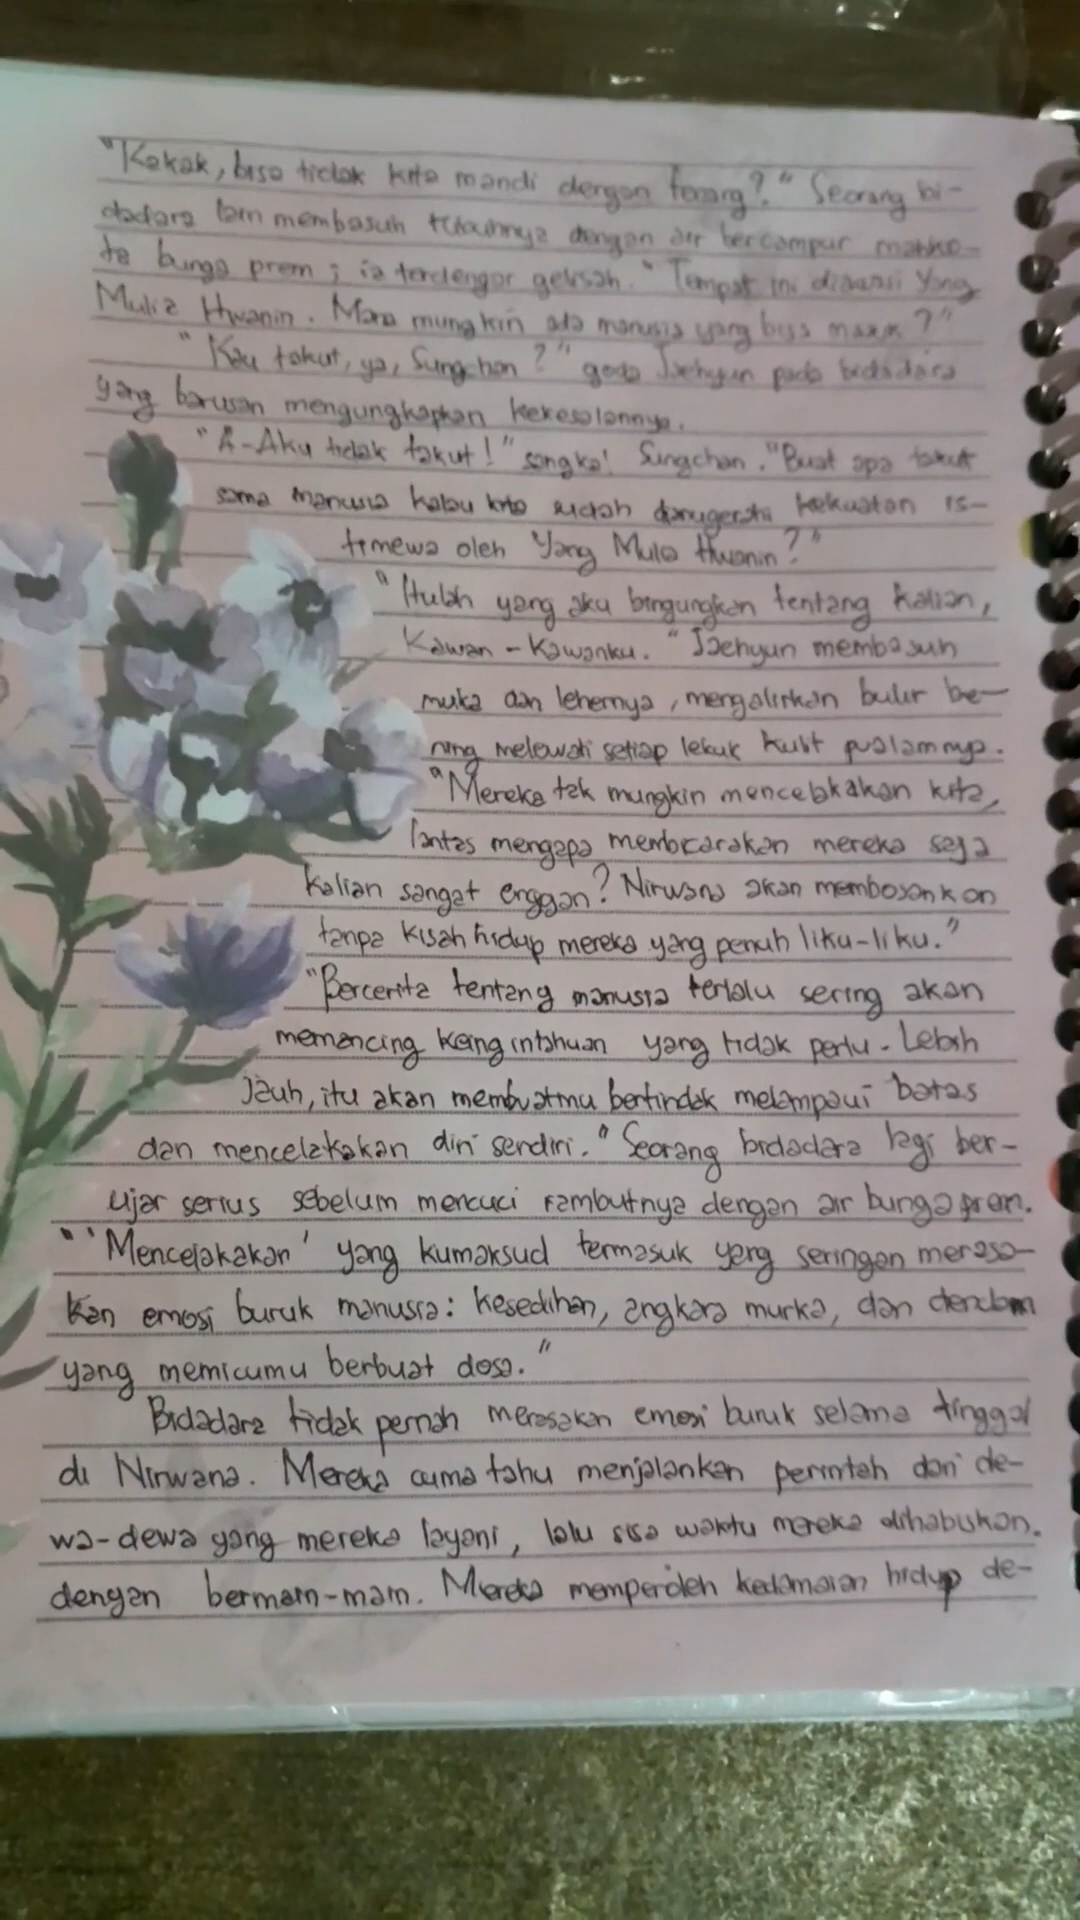 "Kakak, bisa tidak kita mandi dengan tenang?" Seorang bi-
dadara lain membasuh tubuhnya dengan air bercampur mahko-
ta bunga prem; ia terdengar gelisah. "Tempat ini diawasi Yang
Mulia Hwanin. Mana mungkin ada manusia yang bisa masuk?"
"Kau takut, ya, Sungchan?" goda Jaehyun pada bidadara
yang barusan mengungkapkan kekesalannya.
"A-Aku tidak takut!" sangkal Sungchan. "Buat apa takut
sama manusia kalau kita sudah dianugerahi kekuatan is-
timewa oleh Yang Mulia Hwanin?"
"Itulah yang aku bingungkan tentang kalian,
kawan-kawanku." Jaehyun membasuh
muka dan lehernya, mengalirkan bulir be-
ning melewati setiap lekuk kulit pualamnya.
"Mereka tak mungkin mencelakakan kita,
lantas mengapa membicarakan mereka saja
kalian sangat enggan? Nirwana akan membosankan
tanpa kisah hidup mereka yang penuh liku-liku."
"Bercerita tentang manusia terlalu sering akan
memancing keingintahuan yang tidak perlu. Lebih
jauh, itu akan membuatmu bertindak melampaui batas
dan mencelakakan diri sendiri." Seorang bidadara lagi ber-
ujar serius sebelum mencuci rambutnya dengan air bunga prem.
"'Mencelakakan' yang kumaksud termasuk yang seringan merasa-
kan emosi buruk manusia: kesedihan, angkara murka, dan dendam
yang memicumu berbuat dosa."
Bidadara tidak pernah merasakan emosi buruk selama tinggal
di Nirwana. Mereka cuma tahu menjalankan perintah dari de-
wa-dewa yang mereka layani, lalu sisa waktu mereka dihabiskan.
dengan bermain-main. Mereka memperoleh kedamaian hidup de-